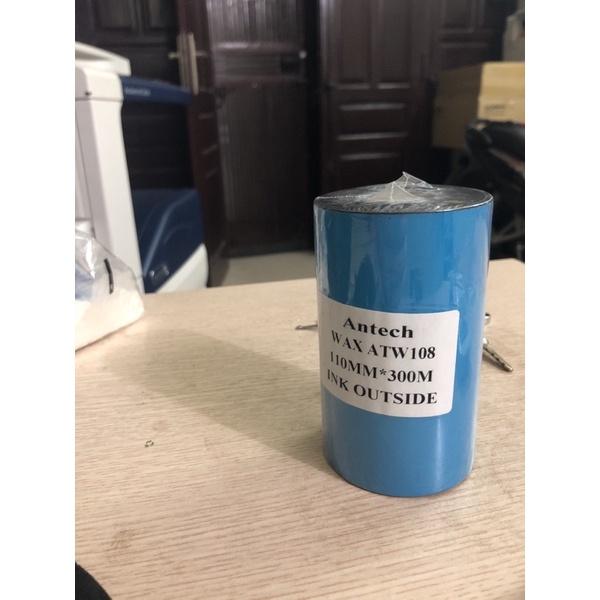 Antech
WAX ATW108
110MM*300M
INK OUTSIDE